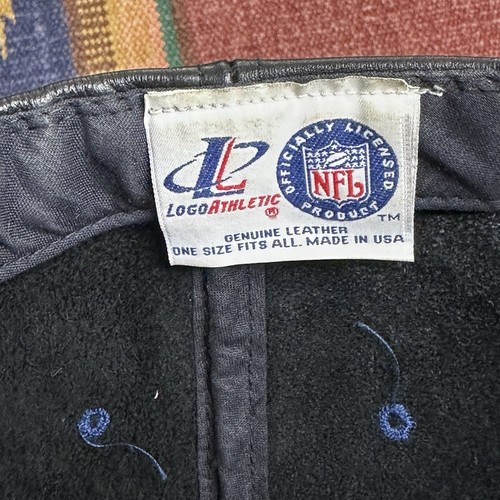 LOGOATHLETIC ®
OFFICIALLY LICENSED
NFL
PRODUCT
TM
GENUINE LEATHER
ONE SIZE FITS ALL. MADE IN USA